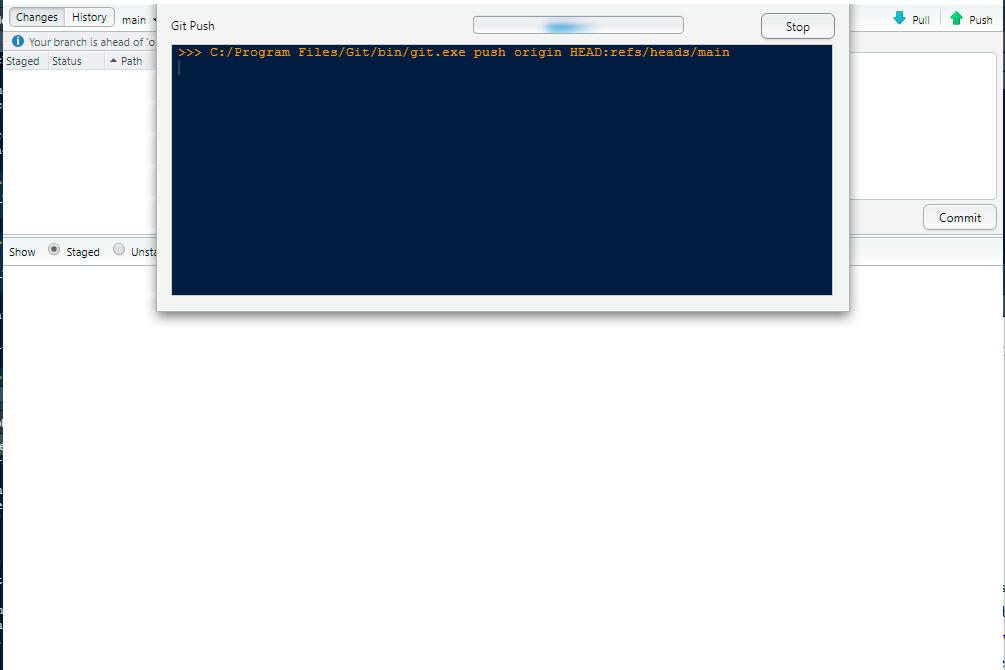 Changes History main Git Push Stop Pull Push
Your branch is ahead of 'o
Staged Status Path
>>> C:/Program Files/Git/bin/git.exe push origin HEAD:refs/heads/main
Commit
Show Staged Unsta